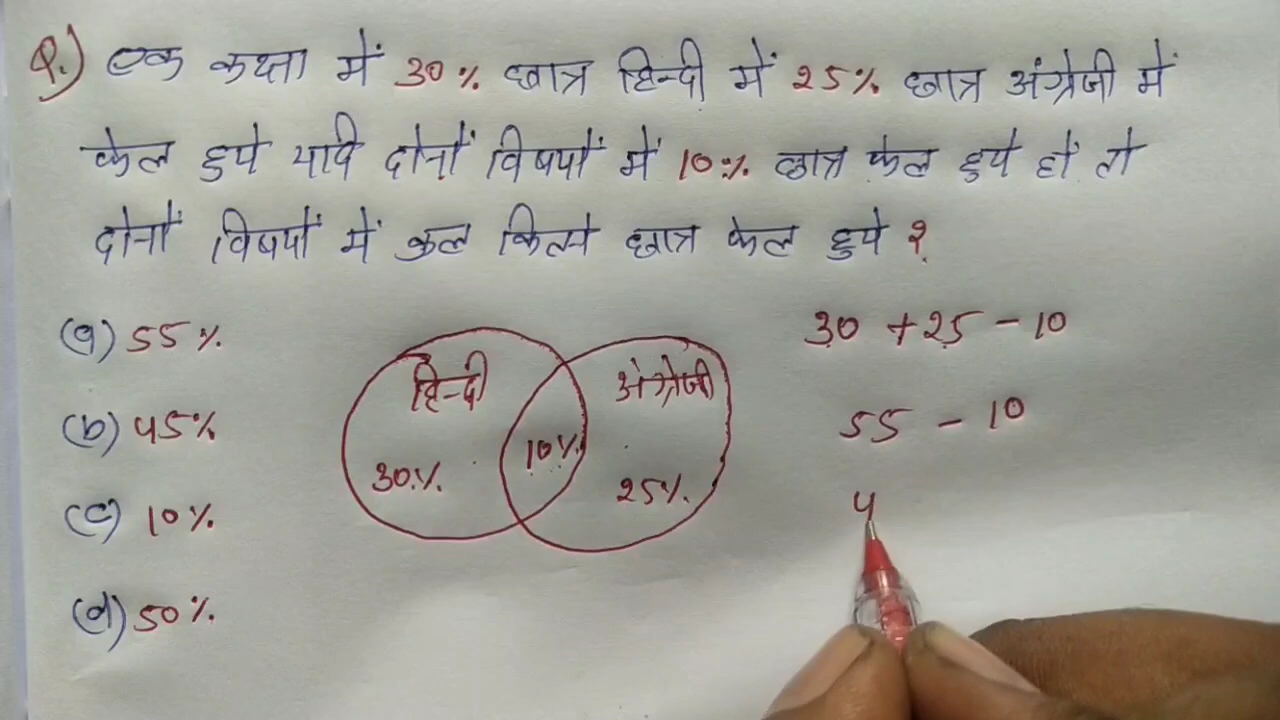 Q.) एक कक्षा में 30% छात्र हिन्दी में 25% छात्र अंग्रेजी में
फेल हुये यदि दोनों विषयों में 10% छात्र फेल हुये हों तो
दोनों विषयों में कुल कितने छात्र फेल हुये ?
(a) 55%
(b) 45%
(c) 10%
(d) 50%
हिन्दी
अंग्रेजी
30%
10%
25%
30 + 25 - 10
55 - 10
4